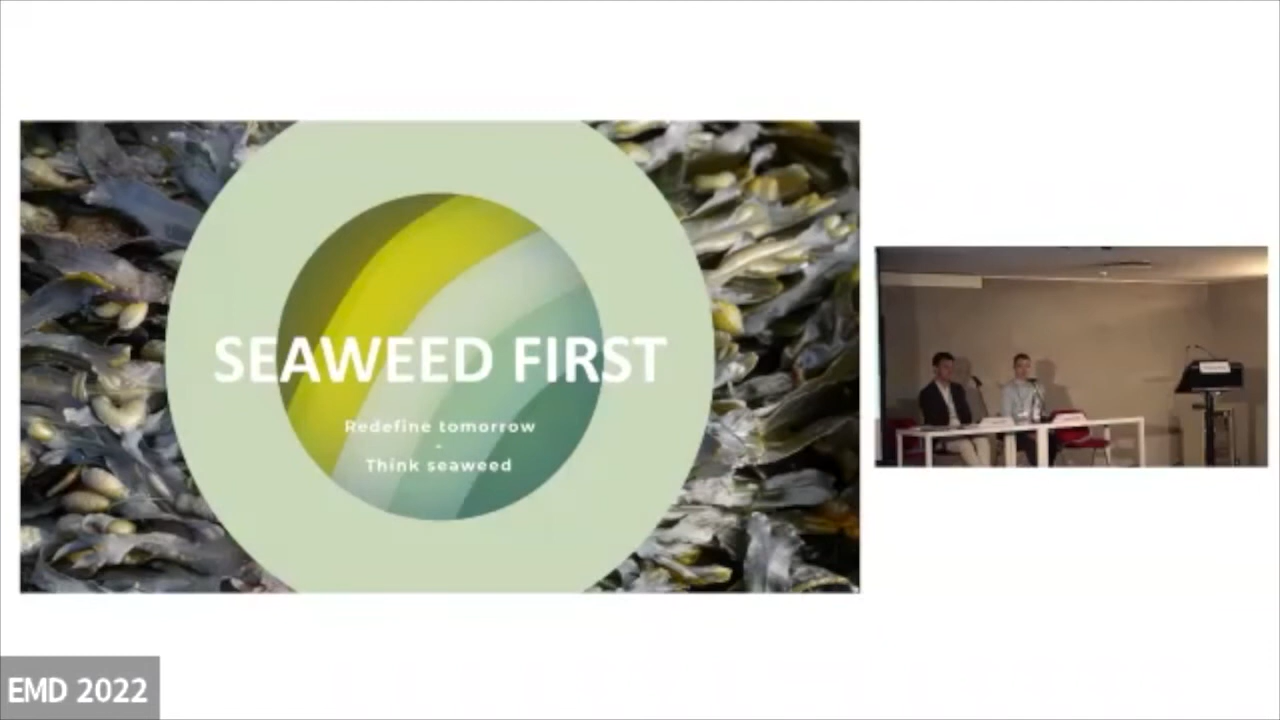 SEAWEED FIRST
Redefine tomorrow
-
Think seaweed
EMD 2022